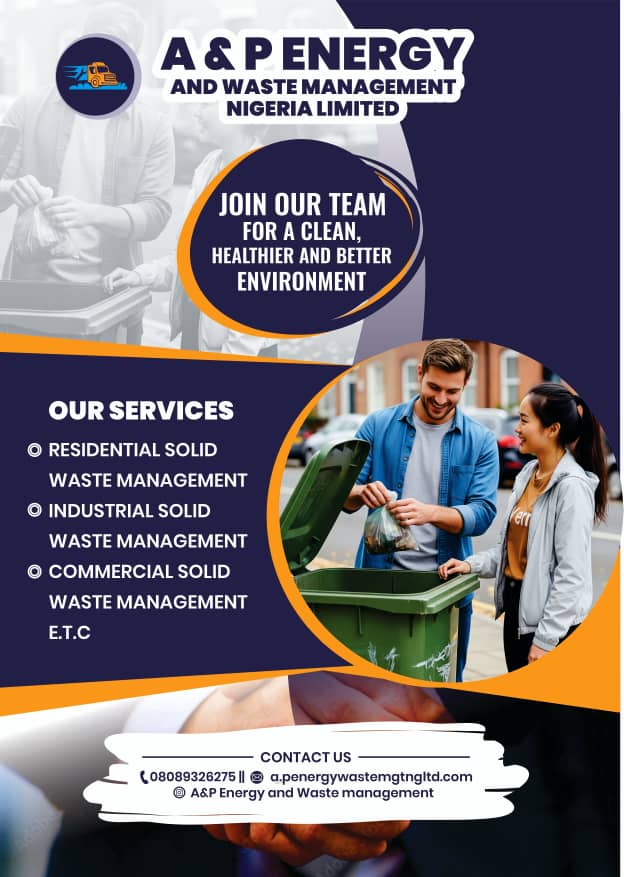 A & P ENERGY
AND WASTE MANAGEMENT
NIGERIA LIMITED
JOIN OUR TEAM
FOR A CLEAN,
HEALTHIER AND BETTER
ENVIRONMENT
OUR SERVICES
RESIDENTIAL SOLID
WASTE MANAGEMENT
INDUSTRIAL SOLID
WASTE MANAGEMENT
COMMERCIAL SOLID
WASTE MANAGEMENT
E.T.C
CONTACT US
08089326275 || a.penergywastemgtngltd.com
A&P Energy and Waste management